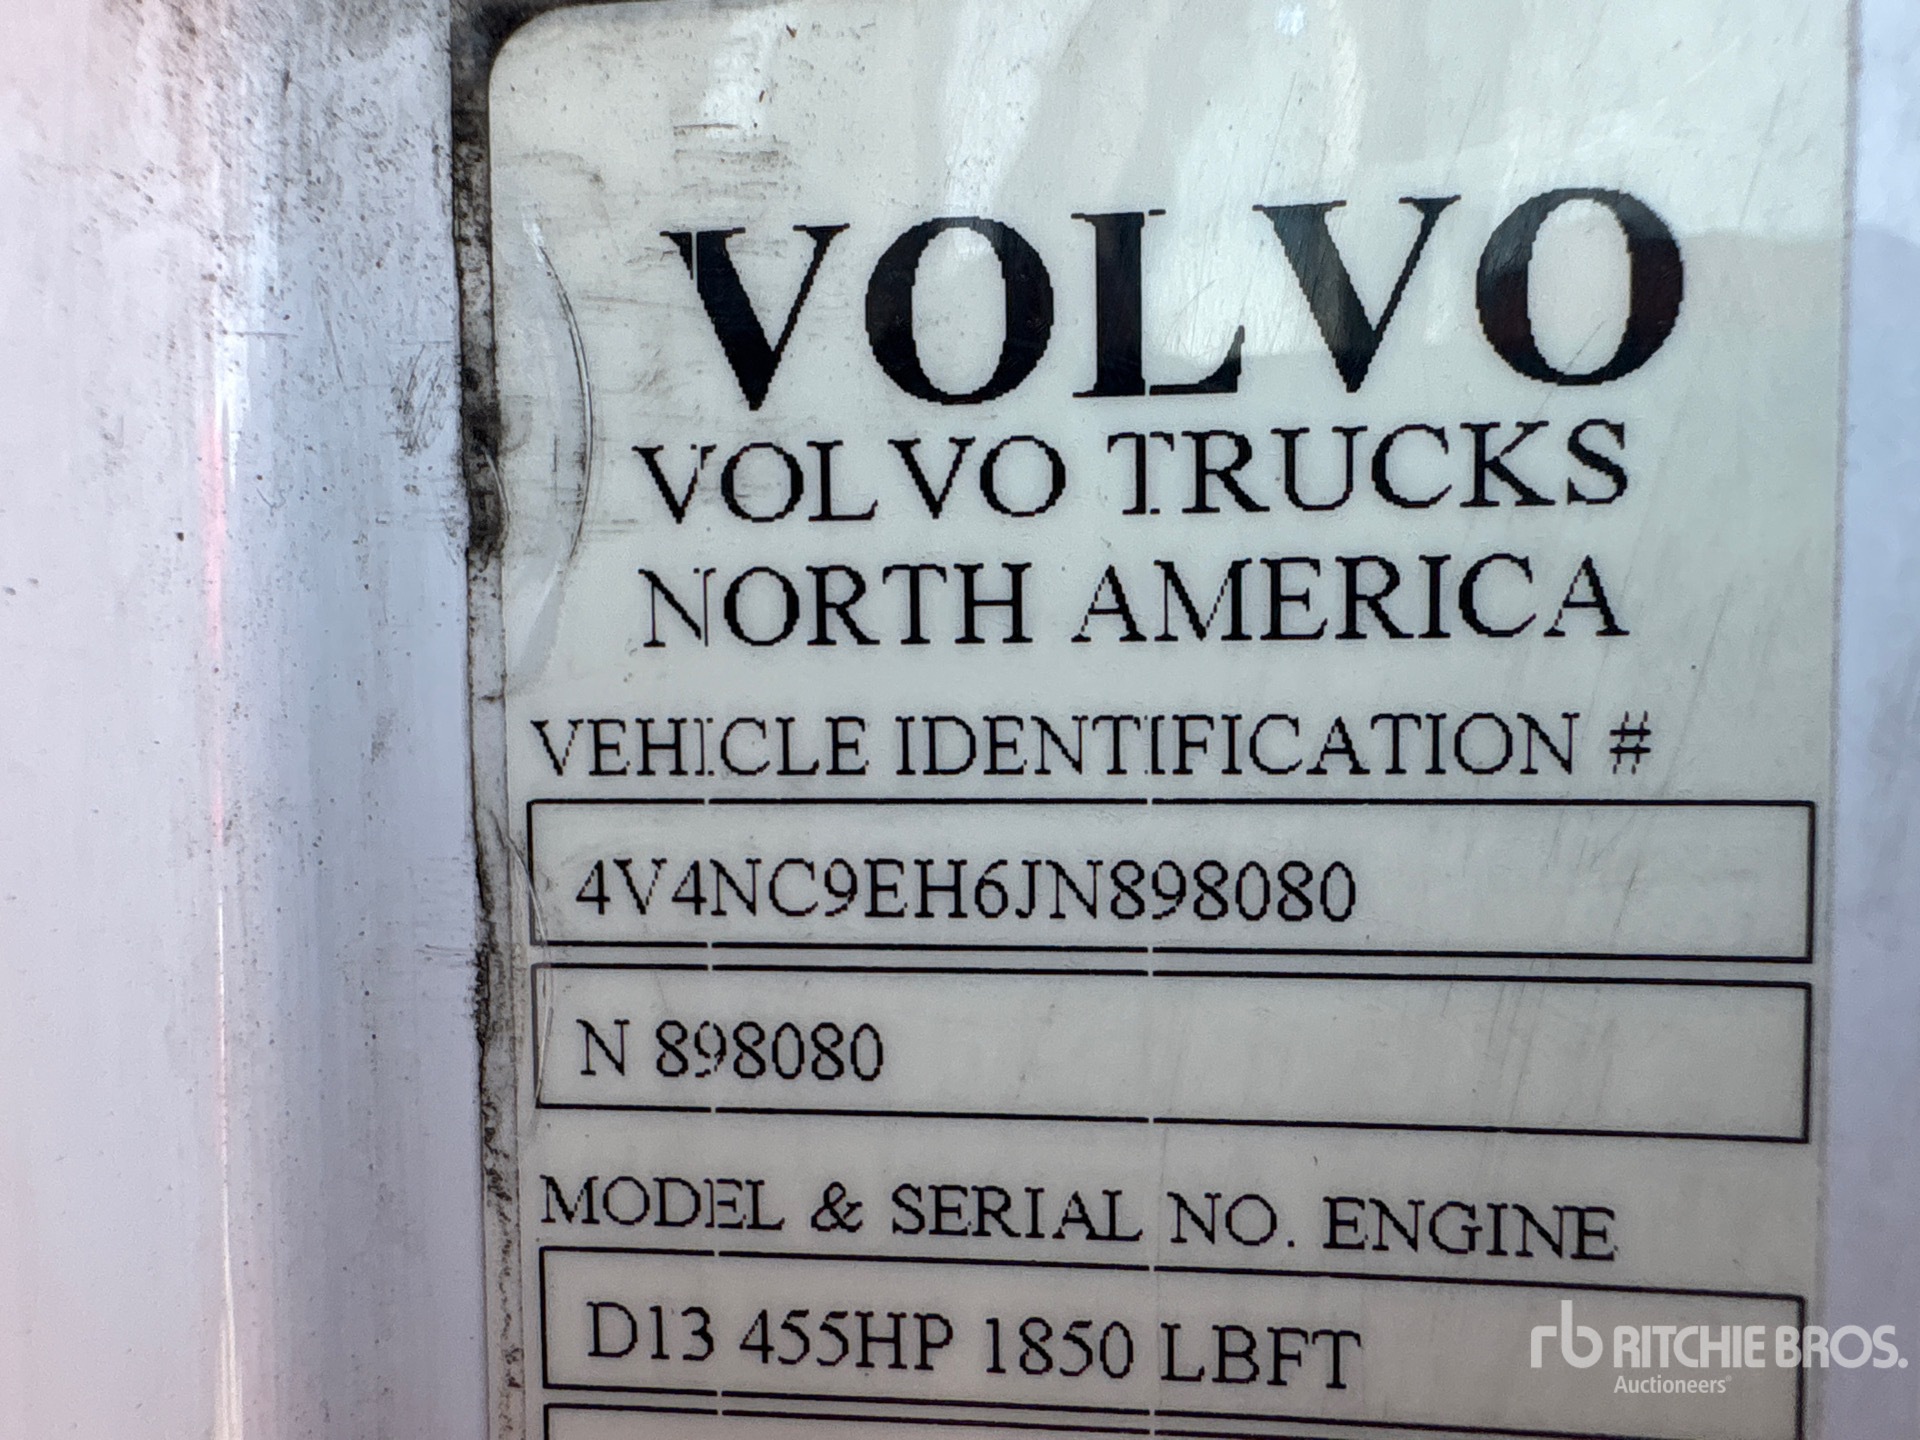 VOLVO
VOLVO TRUCKS
NORTH AMERICA
VEHICLE IDENTIFICATION #
4V4NC9EH6JN898080
N 898080
MODEL & SERIAL NO. ENGINE
D13 455HP 1850 LBFT
rb RITCHIE BROS.
Auctioneers